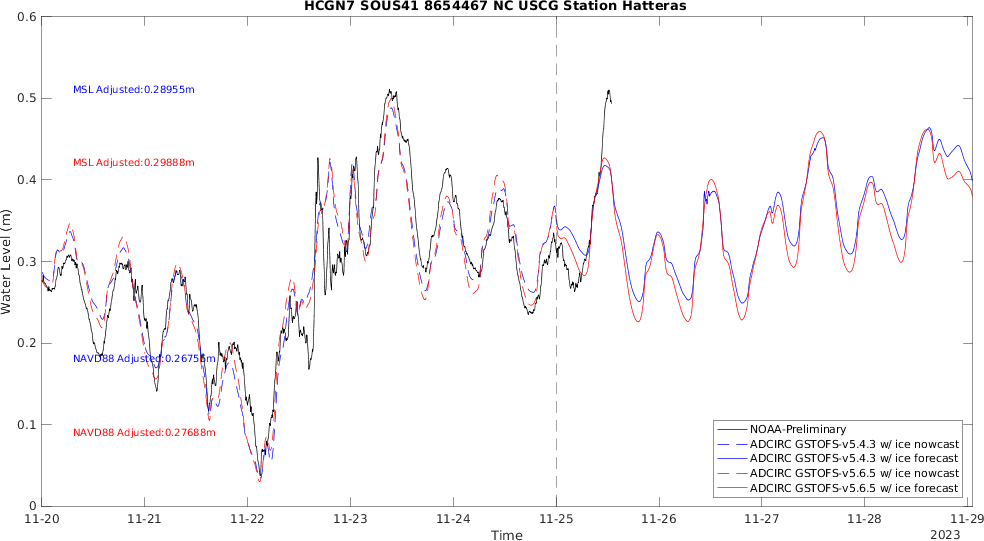 HCGN7 SOUS41 8654467 NC USCG Station Hatteras
Water Level (m)
0.6
0.5
0.4
0.3
0.2
0.1
0
MSL Adjusted:0.28955m
MSL Adjusted:0.29888m
NAVD88 Adjusted:0.26755m
NAVD88 Adjusted:0.27688m
NOAA-Preliminary
ADCIRC GSTOFS-v5.4.3 w/ ice nowcast
ADCIRC GSTOFS-v5.4.3 w/ ice forecast
ADCIRC GSTOFS-v5.6.5 w/ ice nowcast
ADCIRC GSTOFS-v5.6.5 w/ ice forecast
11-20 11-21 11-22 11-23 11-24 11-25 11-26 11-27 11-28 11-29
2023
Time